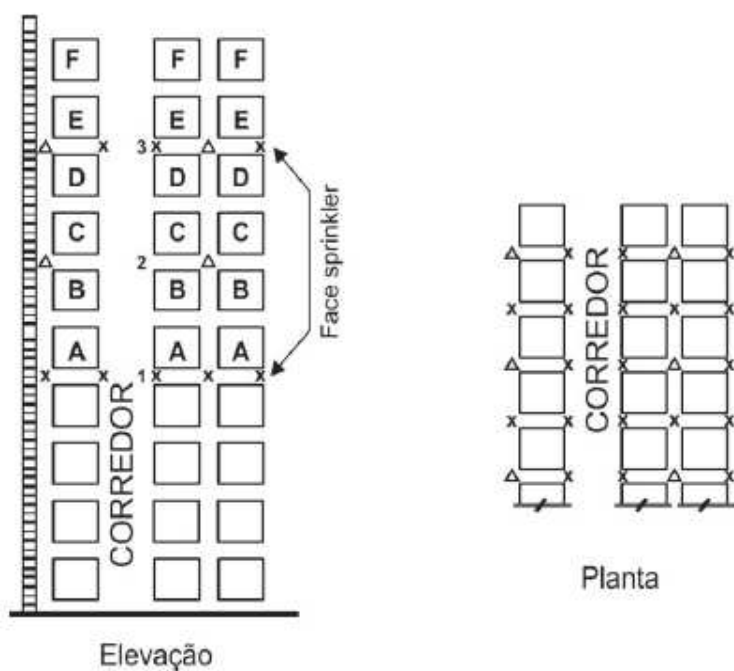 F F F
E E E
3
D D D
C C C
2
B B B
A A A
1
CORREDOR
Face sprinkler
Elevação
CORREDOR
Planta